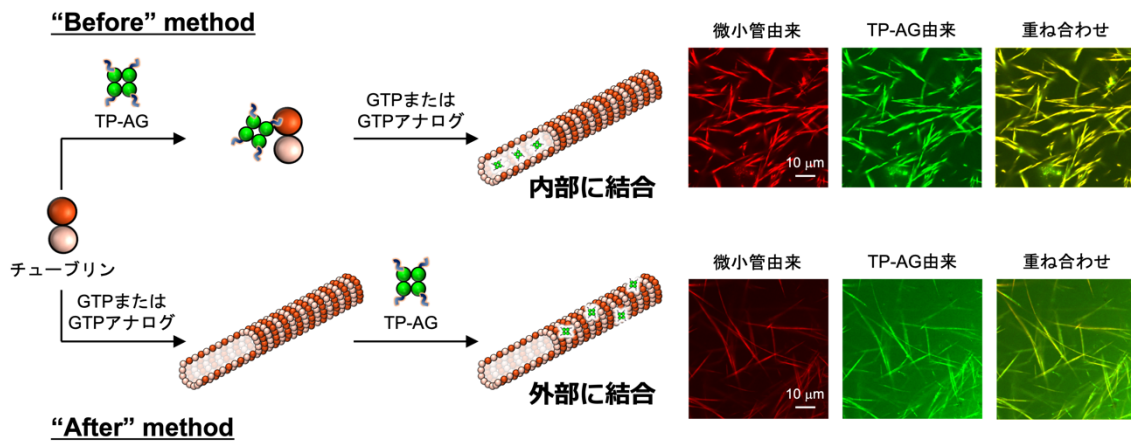 “Before” method
TP-AG
GTPまたは
GTPアナログ
内部に結合
微小管由来
TP-AG由来
重ね合わせ
10 μm
チューブリン
GTPまたは
GTPアナログ
TP-AG
外部に結合
微小管由来
TP-AG由来
重ね合わせ
10 μm
“After” method